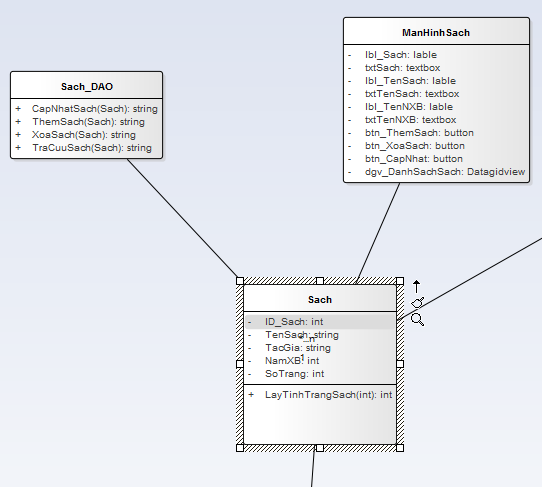 ManHinhSach
- lbl_Sach: lable
- txtSach: textbox
- lbl_TenSach: lable
- txtTenSach: textbox
- lbl_TenNXB: lable
- txtTenNXB: textbox
- btn_ThemSach: button
- btn_XoaSach: button
- btn_CapNhat: button
- dgv_DanhSachSach: Datagidview
Sach_DAO
+ CapNhatSach(Sach): string
+ ThemSach(Sach): string
+ XoaSach(Sach): string
+ TraCuuSach(Sach): string
Sach
- ID_Sach: int
- TenSach: string
- TacGia: string
- NamXB: int
- SoTrang: int
+ LayTinhTrangSach(int): int